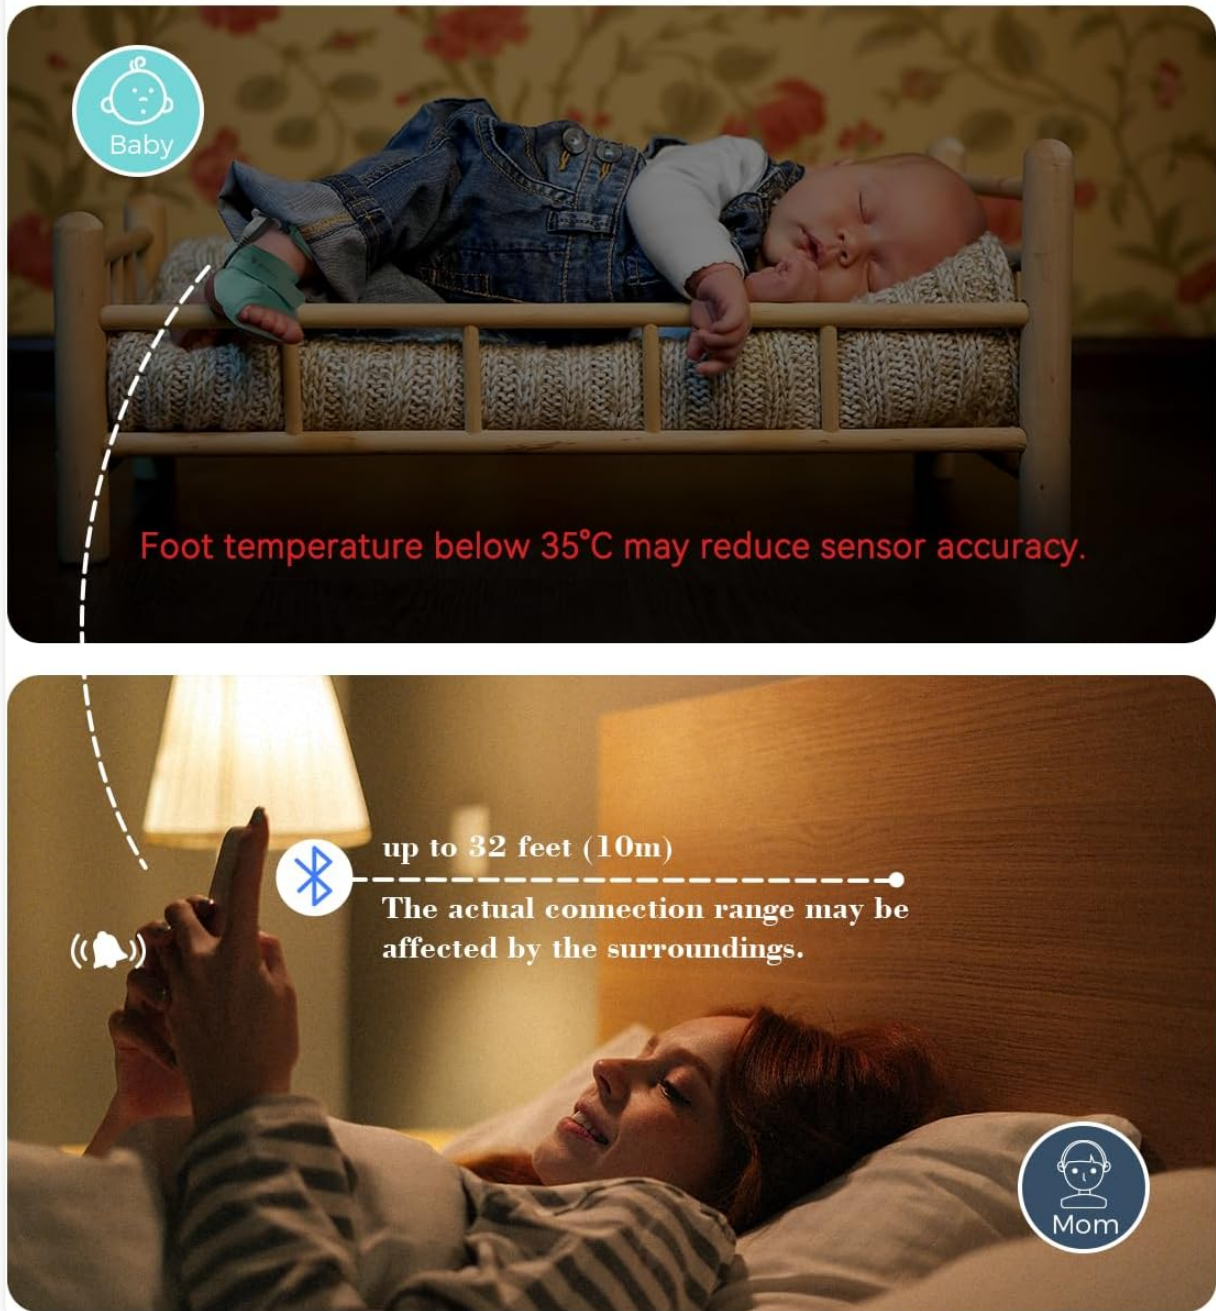 Baby
Foot temperature below 35°C may reduce sensor accuracy.
up to 32 feet (10m)
The actual connection range may be
affected by the surroundings.
Mom